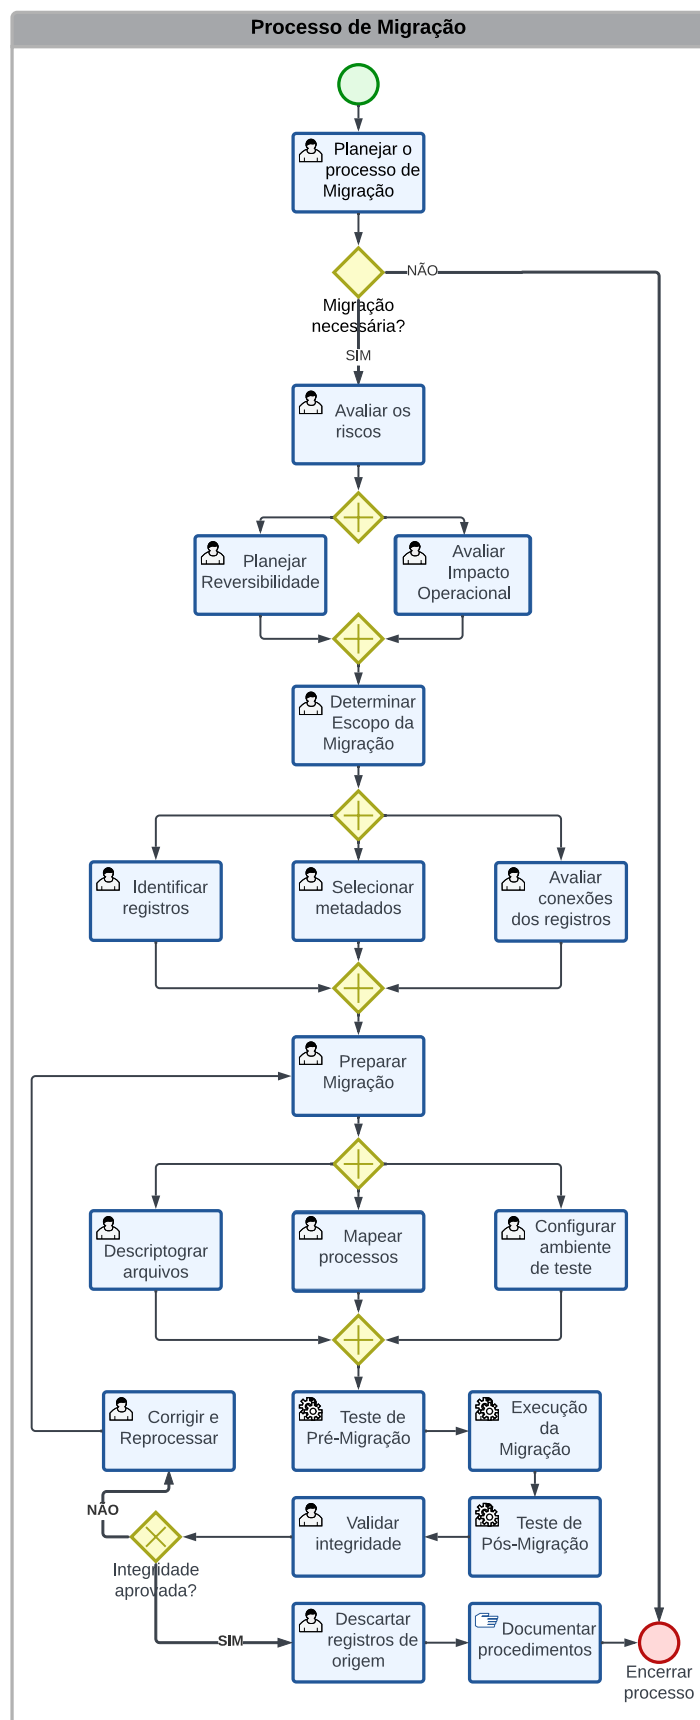 Processo de Migração
Planejar o
processo de
Migração
NÃO
Migração
necessária?
SIM
Avaliar os
riscos
Planejar
Reversibilidade
Avaliar
Impacto
Operacional
Determinar
Escopo da
Migração
Identificar
registros
Selecionar
metadados
Avaliar
conexões
dos registros
Preparar
Migração
Descriptograr
arquivos
Mapear
processos
Configurar
ambiente
de teste
Corrigir e
Reprocessar
Teste de
Pré-Migração
Execução
da
Migração
NÃO
Integridade
aprovada?
Validar
integridade
Teste de
Pós-Migração
SIM
Descartar
registros de
origem
Documentar
procedimentos
Encerrar
processo